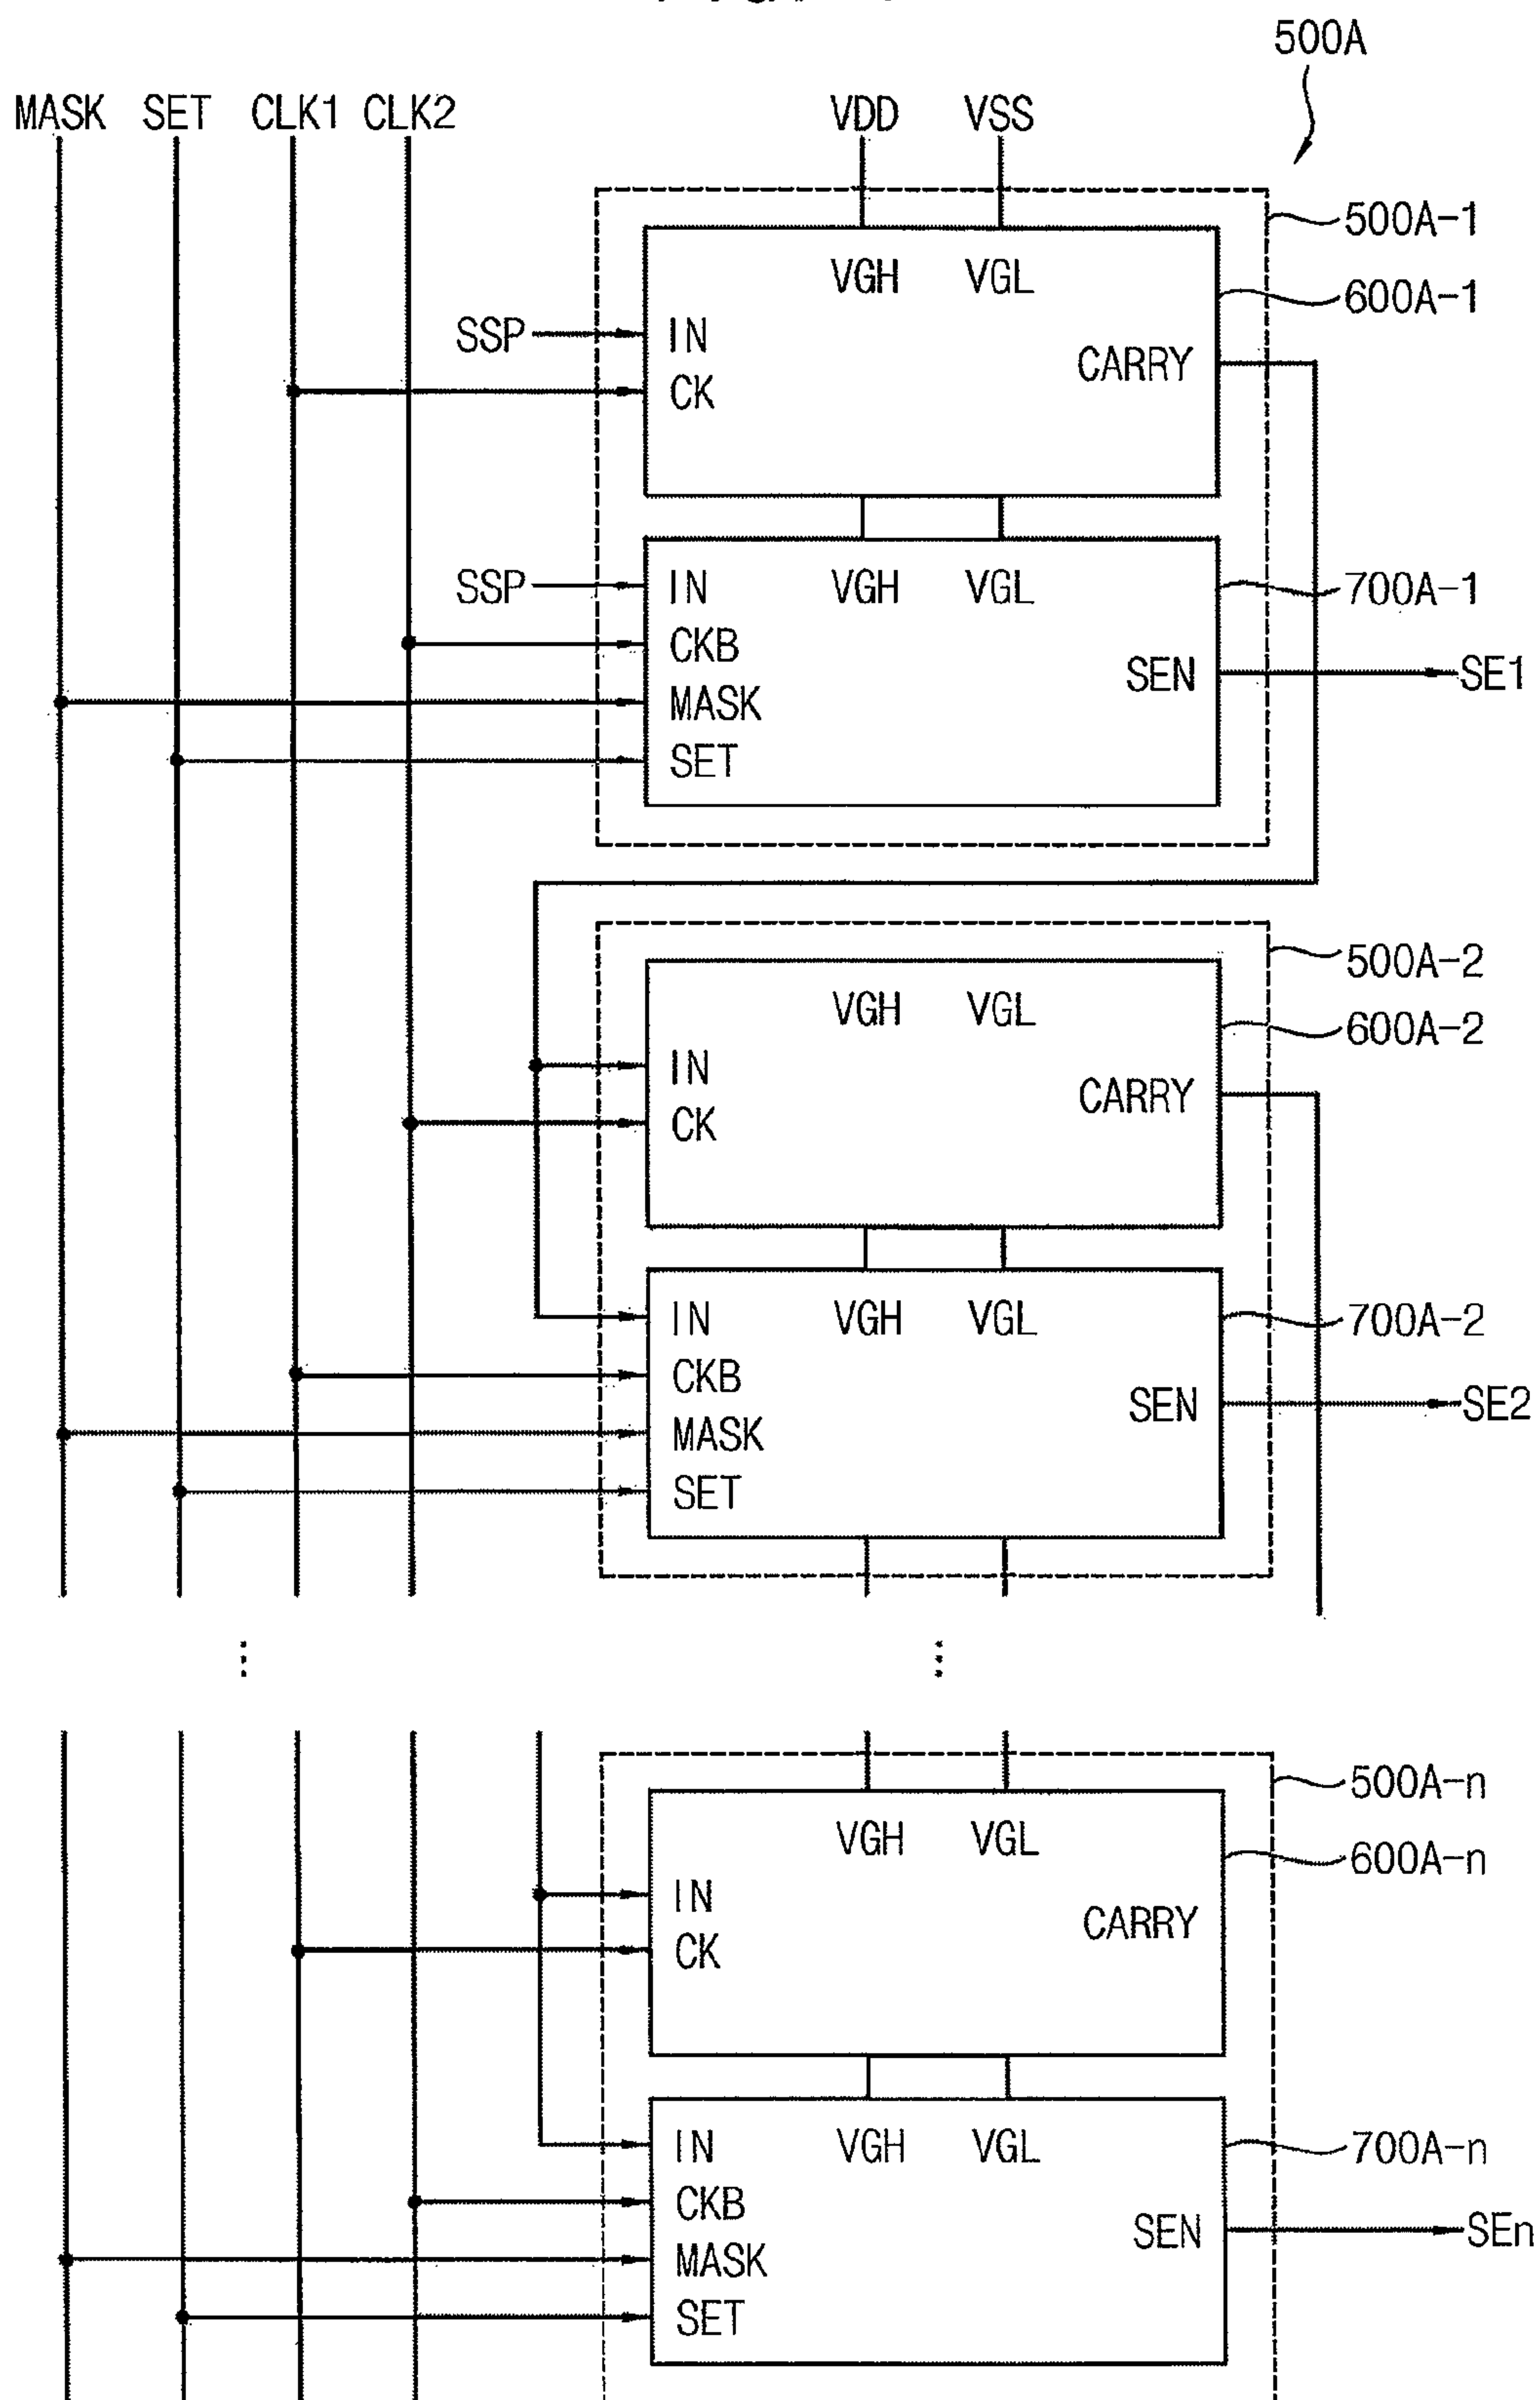 500A
MASK SET CLK1 CLK2 VDD VSS
500A-1
VGH VGL
600A-1
SSP IN
CARRY
CK
SSP IN VGH VGL 700A-1
CKB
SEN SE1
MASK
SET
500A-2
VGH VGL
600A-2
IN
CARRY
CK
IN VGH VGL 700A-2
CKB
SEN SE2
MASK
SET
...
...
500A-n
VGH VGL
600A-n
IN
CARRY
CK
IN VGH VGL 700A-n
CKB
SEN SEn
MASK
SET